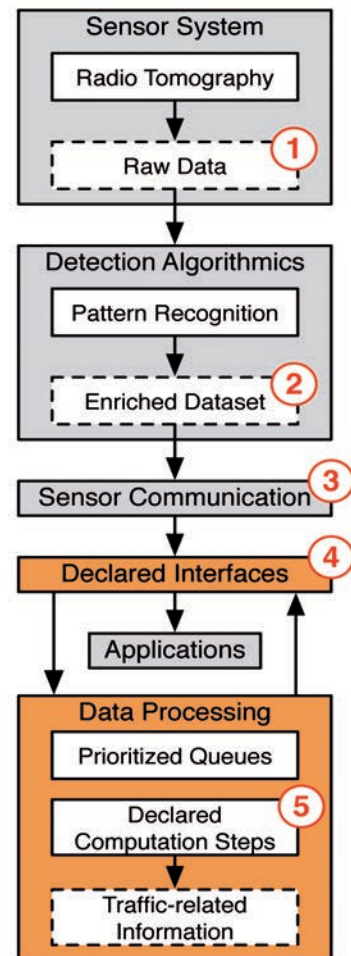 Sensor System
Radio Tomography
1
Raw Data
Detection Algorithmics
Pattern Recognition
2
Enriched Dataset
3
Sensor Communication
4
Declared Interfaces
Applications
Data Processing
Prioritized Queues
5
Declared
Computation Steps
Traffic-related
Information